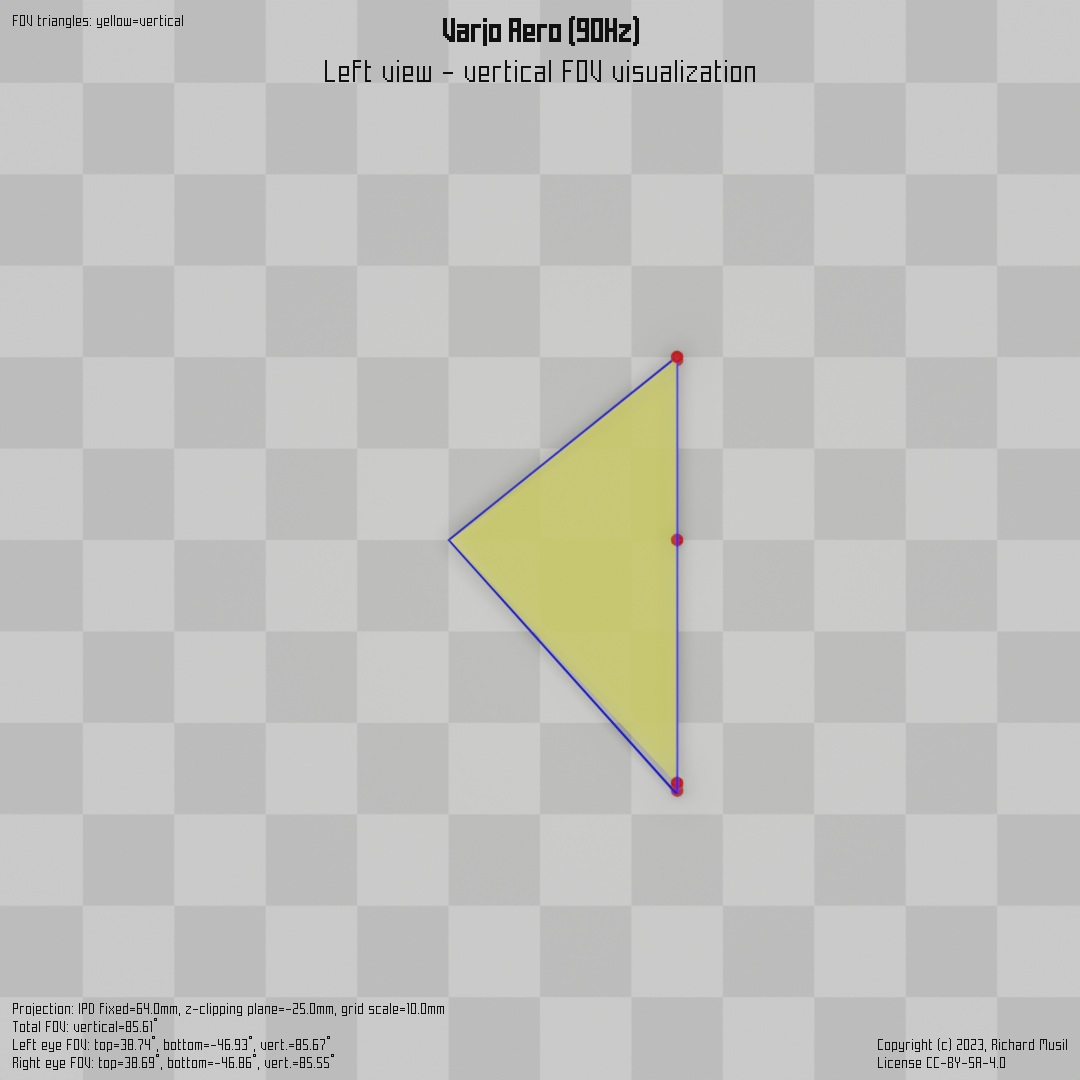 FOV triangles: yellow=vertical
Varjo Aero (90Hz)
Left view - vertical FOV visualization
Projection: IPD fixed=64.0mm, z-clipping plane=-25.0mm, grid scale=10.0mm
Total FOV: vertical=85.61°
Left eye FOV: top=38.74°, bottom=-46.93°, vert.=85.67°
Right eye FOV: top=38.69°, bottom=-46.86°, vert.=85.55°
Copyright (c) 2023, Richard Musil
License CC-BY-SA-4.0